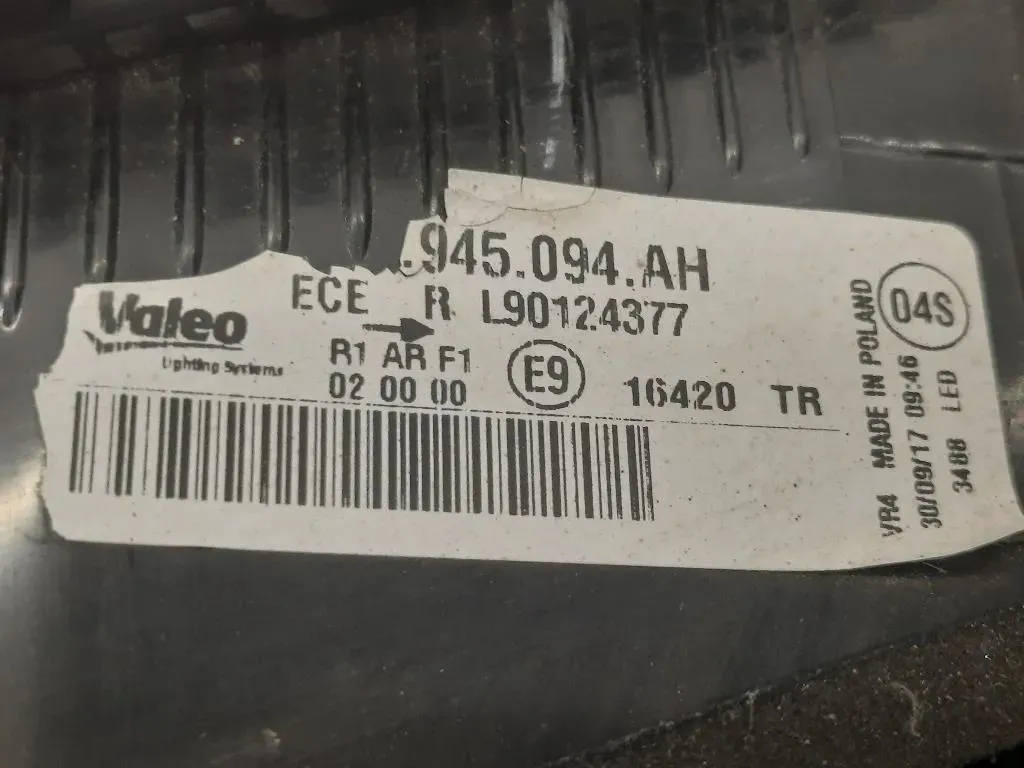 .945.094.AH
Valeo
Lighting Systems
ECE R L90124377
R1 AR F1
02 00 00
E9
16420 TR
04S
VR4 MADE IN POLAND
30/09/17 09:46
3488 LED